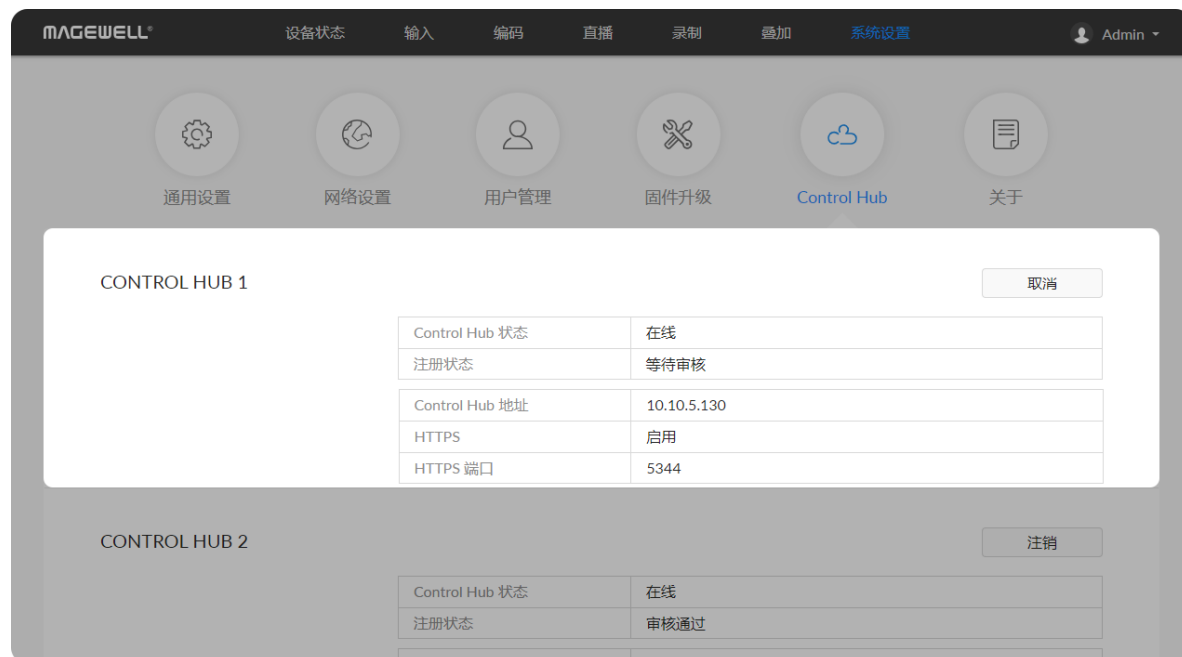 MAGEWELL® 设备状态 输入 编码 直播 录制 叠加 系统设置 Admin
通用设置 网络设置 用户管理 固件升级 Control Hub 关于
CONTROL HUB 1 取消
Control Hub 状态 在线
注册状态 等待审核
Control Hub 地址 10.10.5.130
HTTPS 启用
HTTPS 端口 5344
CONTROL HUB 2 注销
Control Hub 状态 在线
注册状态 审核通过